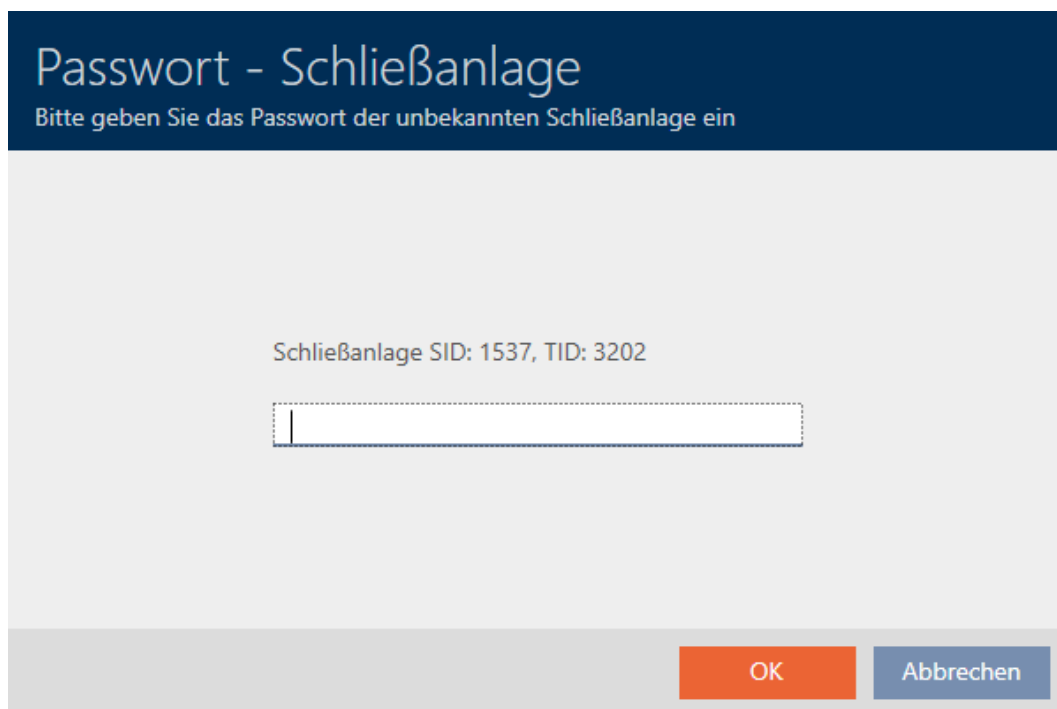 Passwort - Schließanlage
Bitte geben Sie das Passwort der unbekannten Schließanlage ein
Schließanlage SID: 1537, TID: 3202
OK
Abbrechen